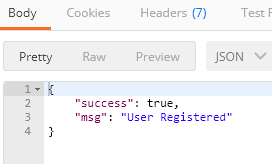 Body Cookies Headers (7) Test
Pretty Raw Preview JSON
1 {
2 "success": true,
3 "msg": "User Registered"
4 }